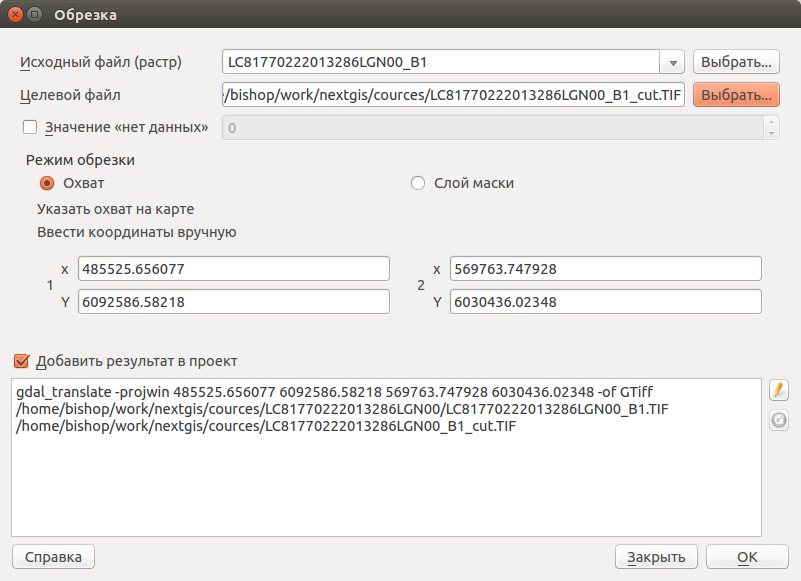 Обрезка
Исходный файл (растр) LC81770222013286LGN00_B1 Выбрать...
Целевой файл /bishop/work/nextgis/cources/LC81770222013286LGN00_B1_cut.TIF Выбрать...
Значение «нет данных» 0
Режим обрезки
Охват Слой маски
Указать охват на карте
Ввести координаты вручную
1 x 485525.656077 2 x 569763.747928
Y 6092586.58218 Y 6030436.02348
Добавить результат в проект
gdal_translate -projwin 485525.656077 6092586.58218 569763.747928 6030436.02348 -of GTiff
/home/bishop/work/nextgis/cources/LC81770222013286LGN00/LC81770222013286LGN00_B1.TIF
/home/bishop/work/nextgis/cources/LC81770222013286LGN00_B1_cut.TIF
Справка Закрыть OK